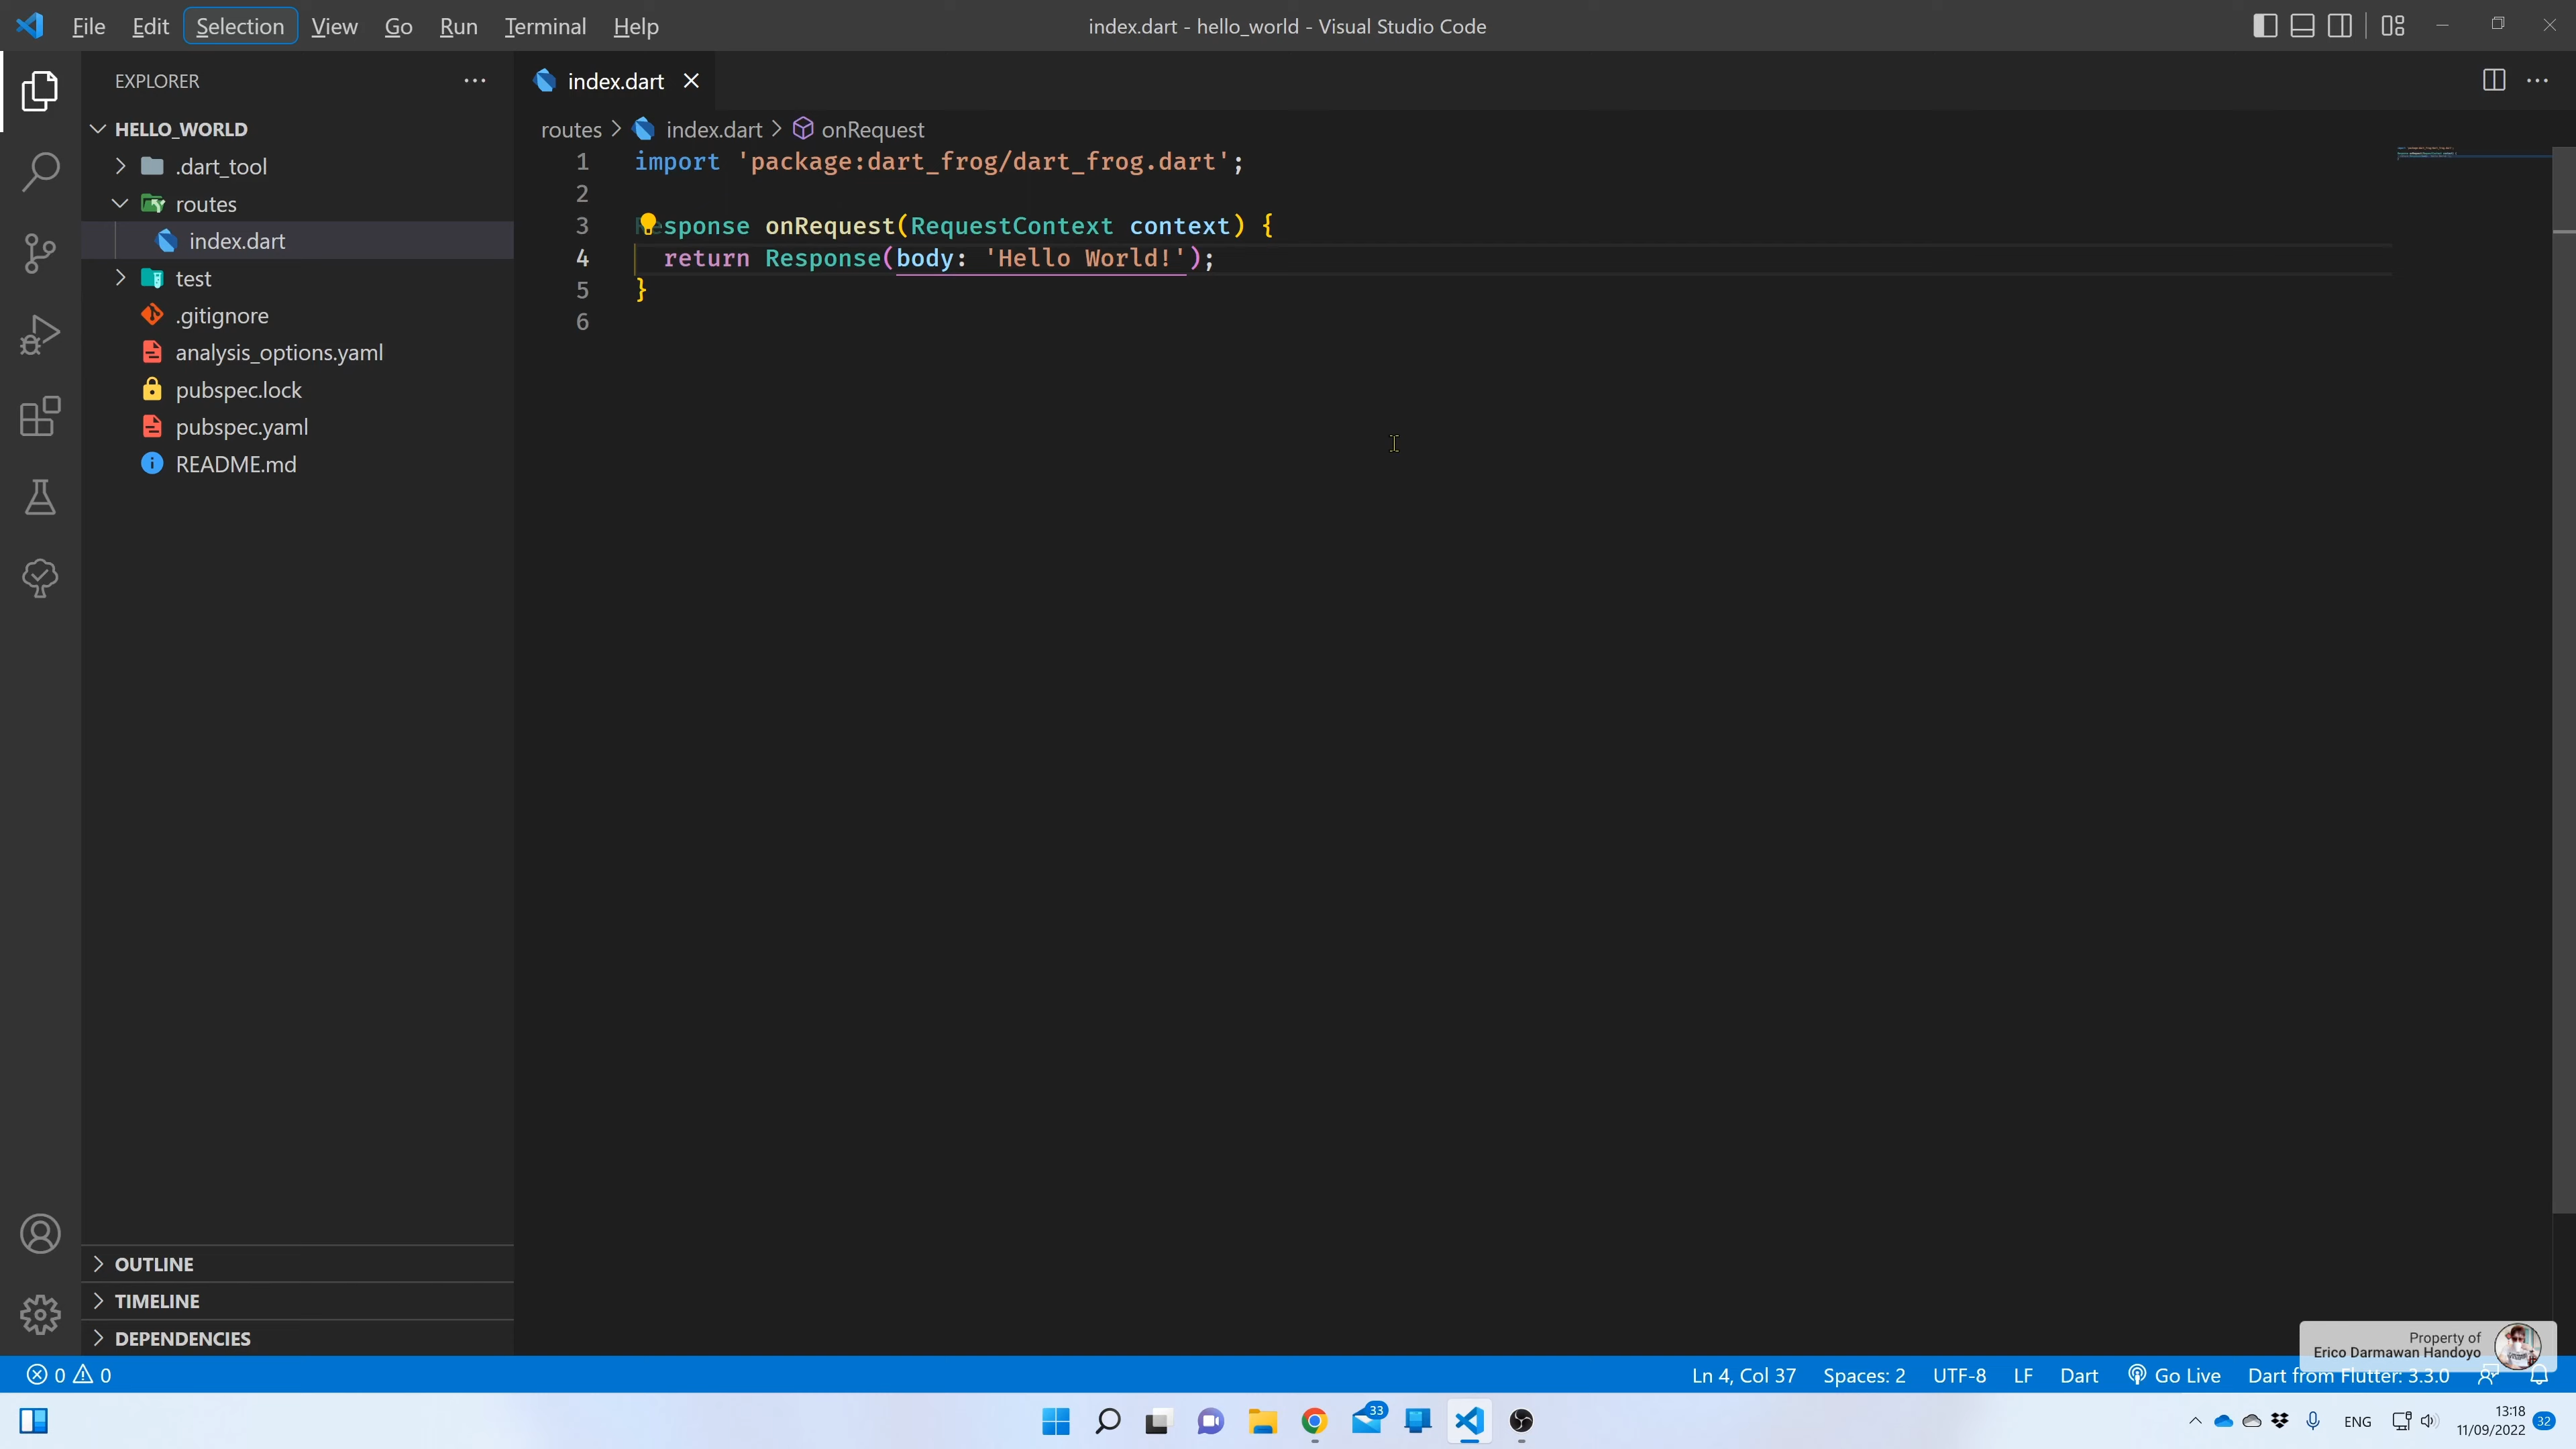 File Edit Selection View Go Run Terminal Help
index.dart - hello_world - Visual Studio Code
EXPLORER
HELLO_WORLD
.dart_tool
routes
index.dart
test
.gitignore
analysis_options.yaml
pubspec.lock
pubspec.yaml
README.md
OUTLINE
TIMELINE
DEPENDENCIES
index.dart
routes > index.dart > onRequest
1 import 'package:dart_frog/dart_frog.dart';
2
3 Response onRequest(RequestContext context) {
4 return Response(body: 'Hello World!');
5 }
6
Property of
Erico Darmawan Handoyo
0 0
Ln 4, Col 37 Spaces: 2 UTF-8 LF Dart Go Live Dart from Flutter: 3.3.0
33
ENG
13:18
11/09/2022
32